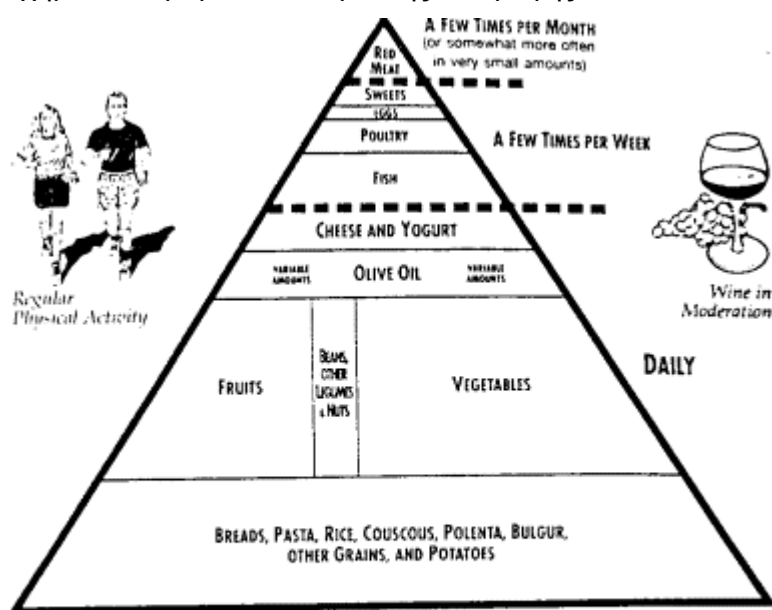 A FEW TIMES PER MONTH
(or somewhat more often
in very small amounts)
RED
MEAT
SWEETS
EGGS
POULTRY
A FEW TIMES PER WEEK
FISH
CHEESE AND YOGURT
VARIABLE
AMOUNTS
OLIVE OIL
VARIABLE
AMOUNTS
Regular
Physical Activity
Wine in
Moderation
DAILY
FRUITS
BEANS,
OTHER
LEGUMES
& NUTS
VEGETABLES
BREADS, PASTA, RICE, COUSCOUS, POLENTA, BULGUR,
OTHER GRAINS, AND POTATOES